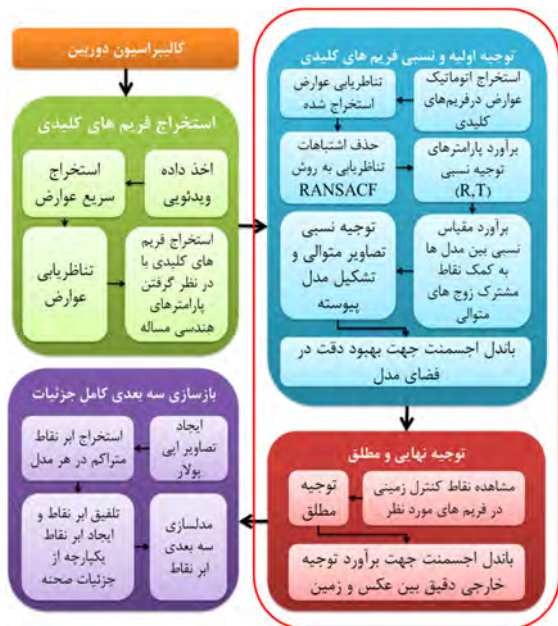 کالیبراسیون دوربین
استخراج فریم های کلیدی
اخذ داده
ویدئویی
استخراج
سریع عوارض
تناظریابی
عوارض
استخراج فریم
های کلیدی با
در نظر گرفتن
پارامترهای
هندسی مساله
توجیه اولیه و نسبی فریم های کلیدی
استخراج اتوماتیک
عوارض درفریم‌های
کلیدی
تناظریابی عوارض
استخراج شده
حذف اشتباهات
تناظریابی به روش
RANSACF
برآورد پارامترهای
توجیه نسبی
(R,T)
برآورد مقیاس
نسبی بین مدل ها
به کمک نقاط
مشترک زوج های
متوالی
توجیه نسبی
تصاویر متوالی و
تشکیل مدل
پیوسته
باندل اجسمنت جهت بهبود دقت در
فضای مدل
توجیه نهایی و مطلق
مشاهده نقاط کنترل زمینی
در فریم های مورد نظر
توجیه
مطلق
باندل اجسمنت جهت برآورد توجیه
خارجی دقیق بین عکس و زمین
بازسازی سه بعدی کامل جزئیات
ایجاد
تصاویر اپی
پولار
استخراج ابر نقاط
متراکم در هر مدل
تلفیق ابر نقاط و
ایجاد ابر نقاط
یکپارچه از
جزئیات صحنه
مدلسازی
سه بعدی
ابر نقاط